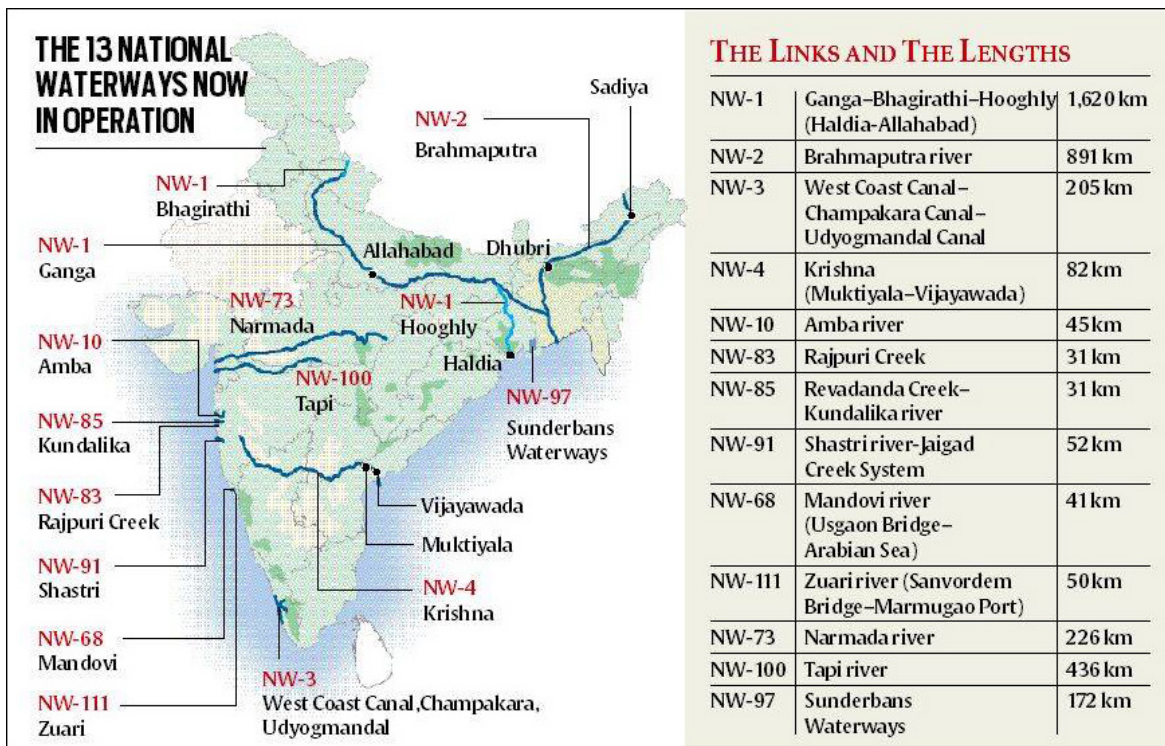 THE 13 NATIONAL
WATERWAYS NOW
IN OPERATION
Sadiya
NW-2
Brahmaputra
NW-1
Bhagirathi
NW-1
Ganga
Allahabad
Dhubri
NW-73
Narmada
NW-1
Hooghly
NW-10
Amba
Haldia
NW-100
Tapi
NW-97
Sunderbans
Waterways
NW-85
Kundalika
NW-83
Rajpuri Creek
Vijayawada
Muktiyala
NW-91
Shastri
NW-4
Krishna
NW-68
Mandovi
NW-3
West Coast Canal,Champakara,
Udyogmandal
NW-111
Zuari
THE LINKS AND THE LENGTHS
NW-1 Ganga–Bhagirathi–Hooghly 1,620 km
(Haldia-Allahabad)
NW-2 Brahmaputra river 891 km
NW-3 West Coast Canal– 205 km
Champakara Canal–
Udyogmandal Canal
NW-4 Krishna 82 km
(Muktiyala–Vijayawada)
NW-10 Amba river 45 km
NW-83 Rajpuri Creek 31 km
NW-85 Revadanda Creek– 31 km
Kundalika river
NW-91 Shastri river-Jaigad 52 km
Creek System
NW-68 Mandovi river 41 km
(Usgaon Bridge–
Arabian Sea)
NW-111 Zuari river (Sanvordem 50 km
Bridge–Marmugao Port)
NW-73 Narmada river 226 km
NW-100 Tapi river 436 km
NW-97 Sunderbans 172 km
Waterways